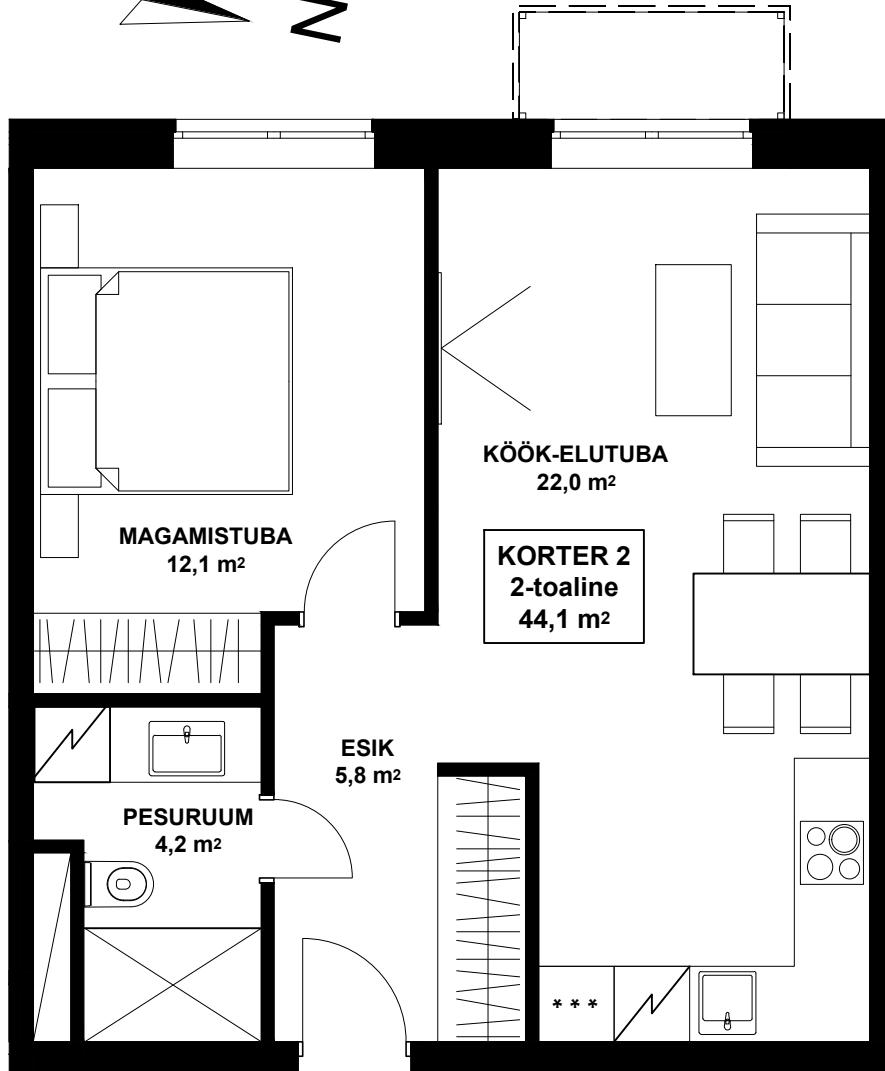 N
KÖÖK-ELUTUBA
22,0 m²
MAGAMISTUBA
12,1 m²
KORTER 2
2-toaline
44,1 m²
ESIK
5,8 m²
PESURUUM
4,2 m²
* * *